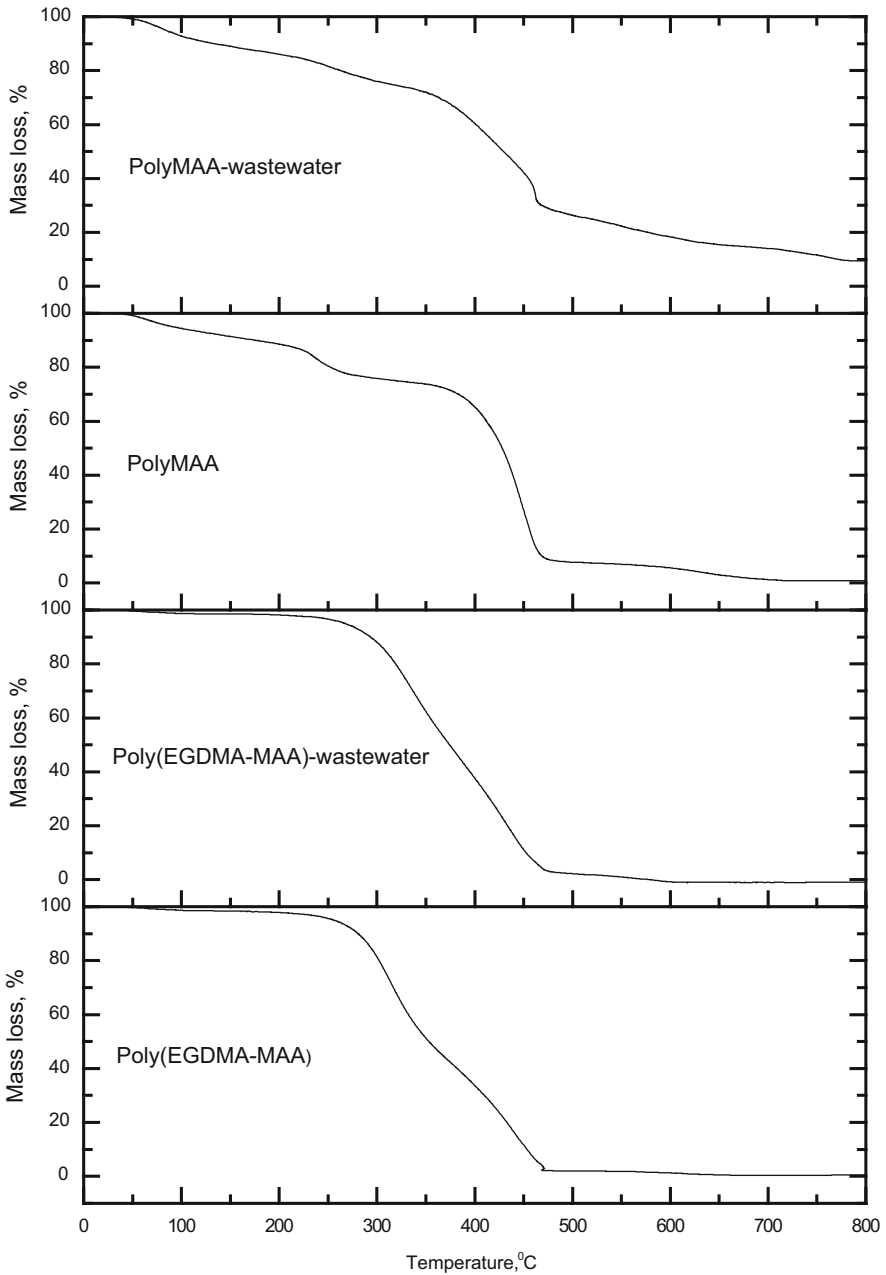 100
80
60
40
20
0
Mass loss, %
PolyMAA-wastewater
100
80
60
40
20
0
Mass loss, %
PolyMAA
100
80
60
40
20
0
Mass loss, %
Poly(EGDMA-MAA)-wastewater
100
80
60
40
20
0
Mass loss, %
Poly(EGDMA-MAA)
0 100 200 300 400 500 600 700 800
Temperature,⁰C